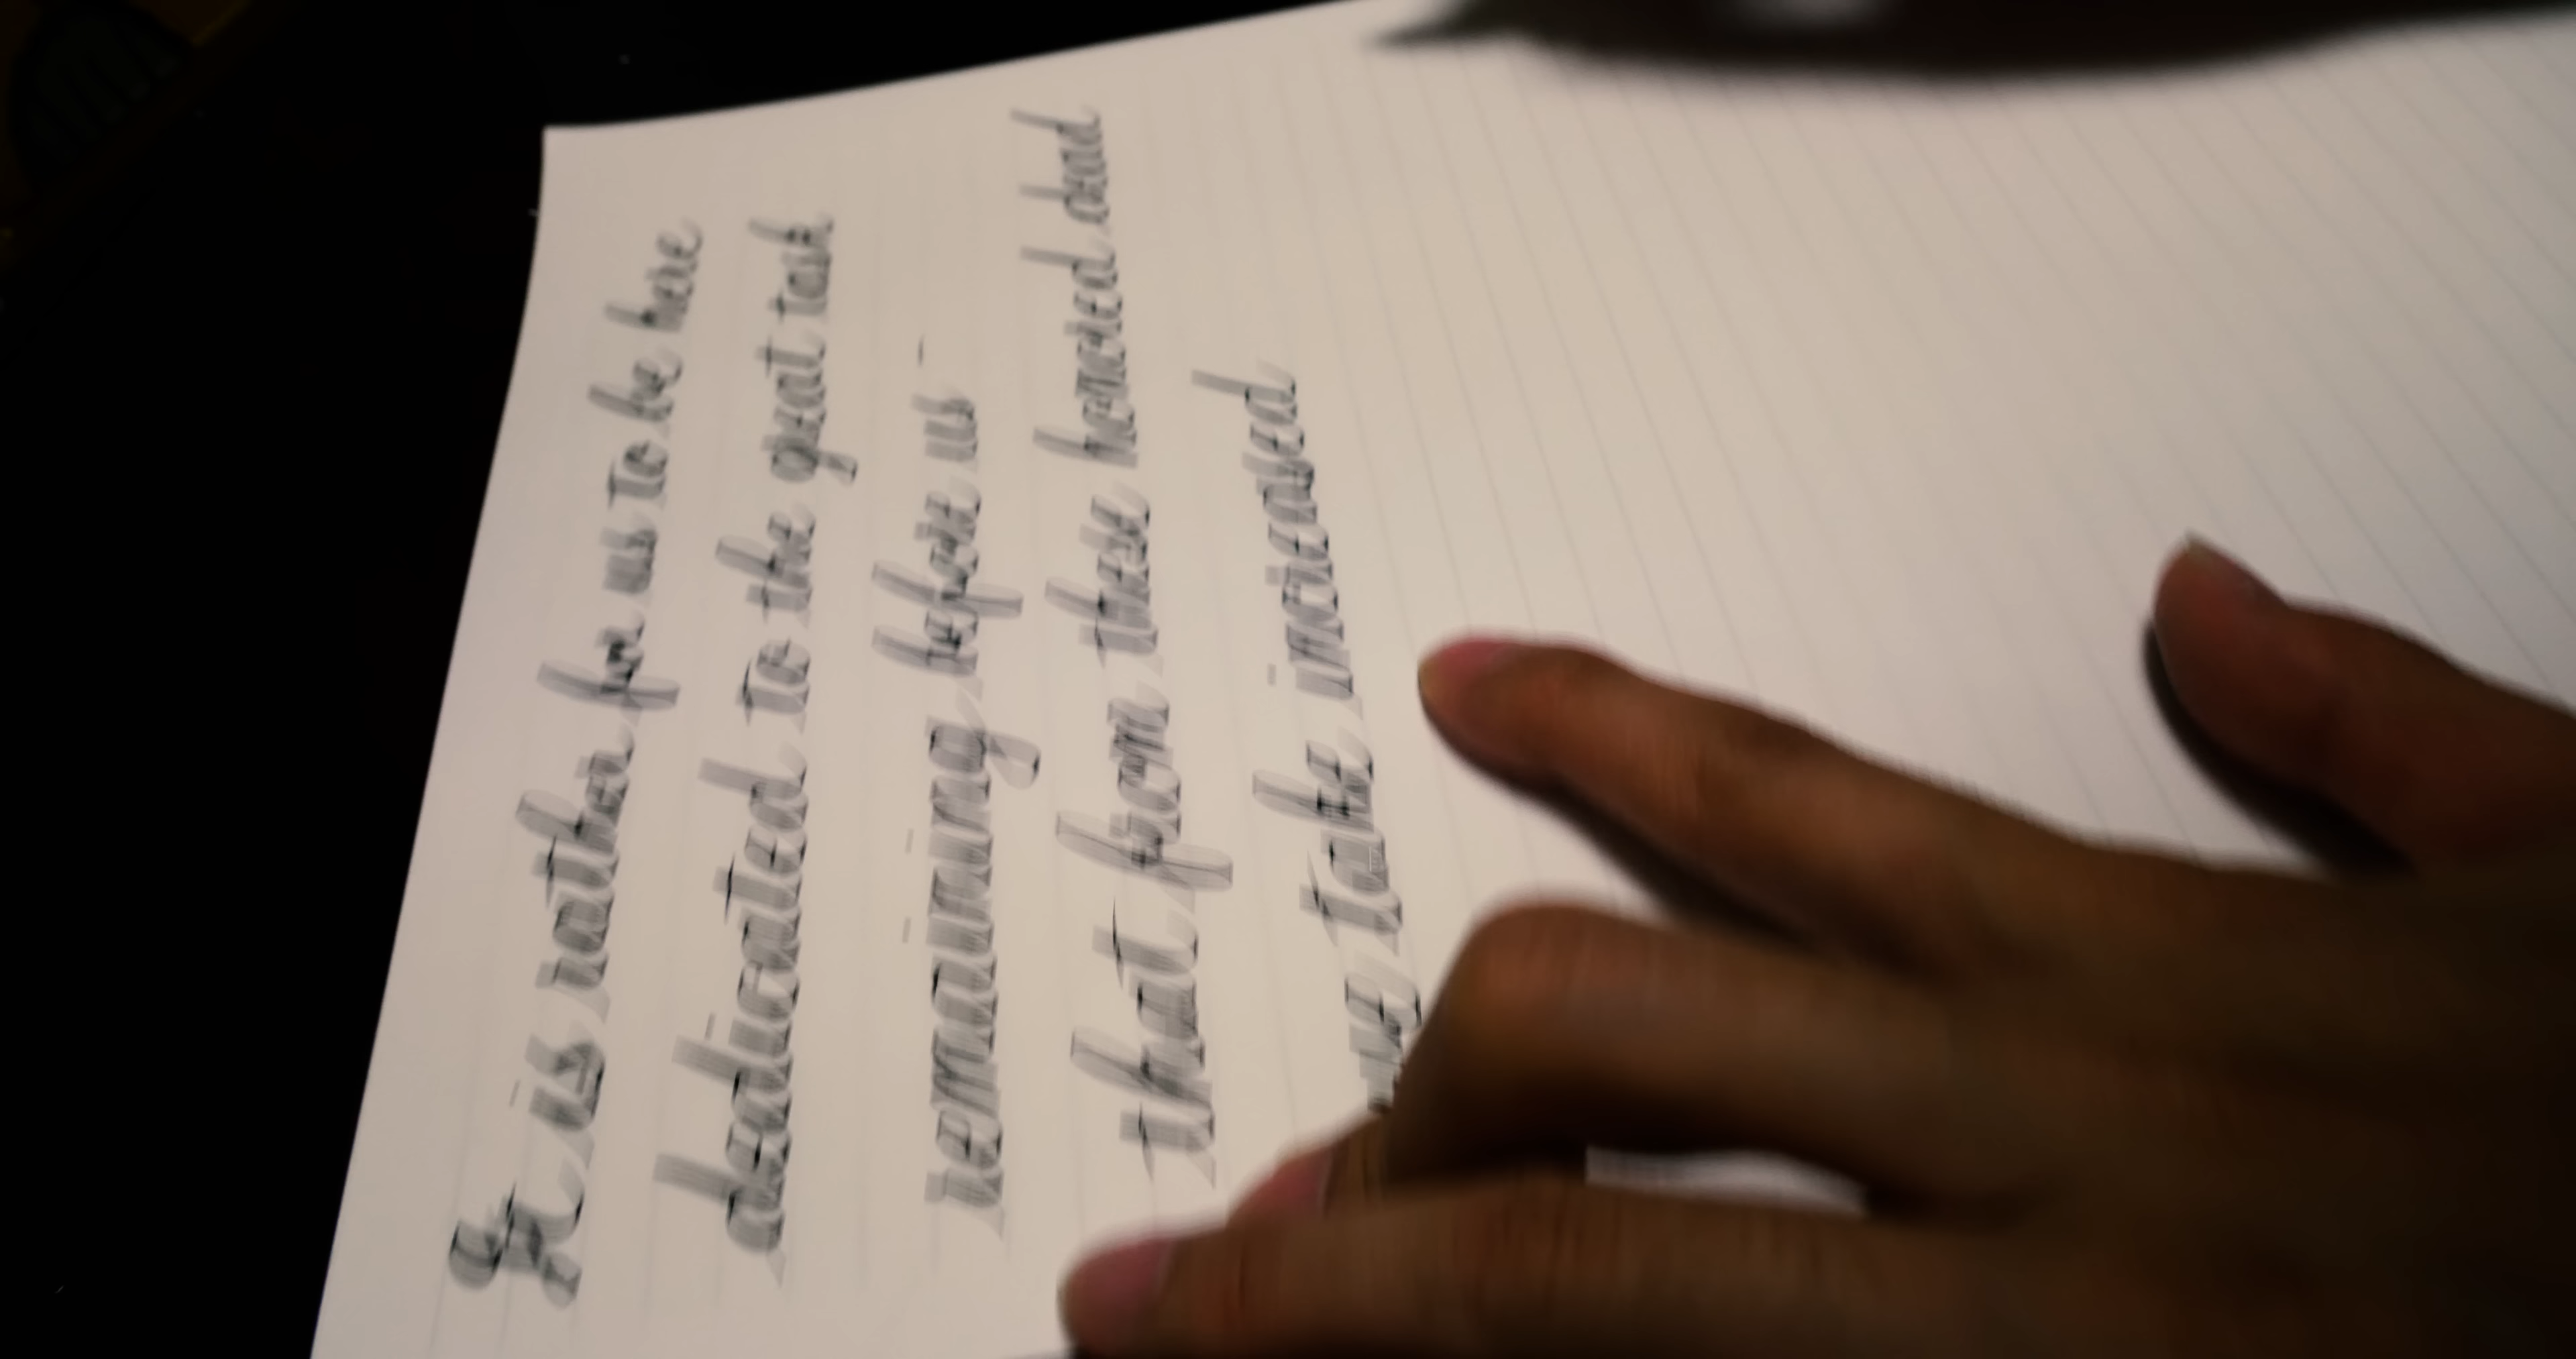 It is rather for us to be here
dedicated to the great task
remaining before us -
that from these honored dead
we take increased